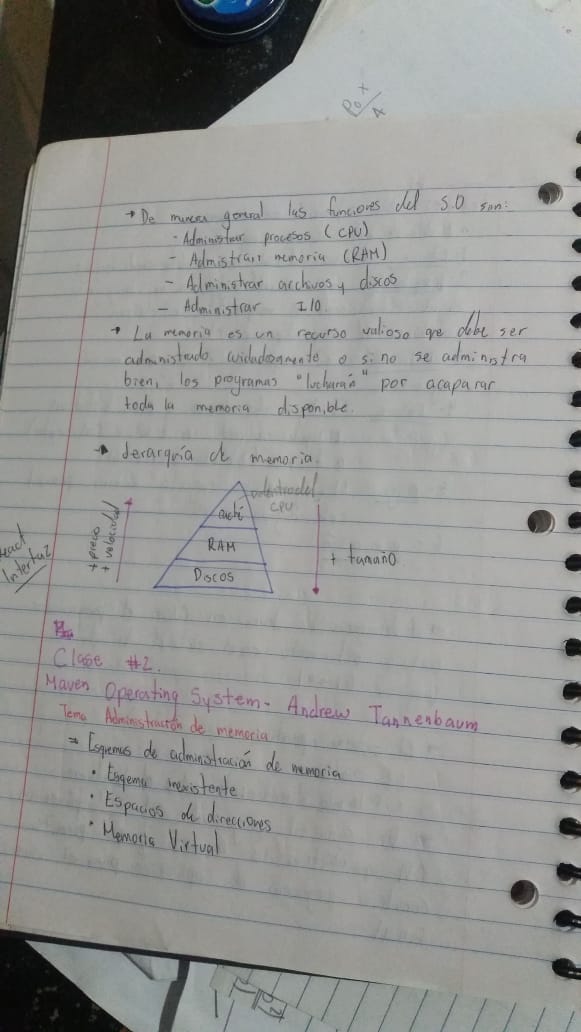 Po x
A
→ De manera general las funciones del S.O son:
- Administrar procesos (CPU)
- Admistrar memoria (RAM)
- Administrar archivos y discos
- Administrar I/O
→ La memoria es un recurso valioso que debe ser
administrado cuidadosamente o si no se administra
bien, los programas "lucharán" por acaparar
toda la memoria disponible.
→ Jerarquía de memoria.
dentro del
CPU
caché
RAM
Discos
+ precio
+ velocidad
+ tamaño
Interfaz
Clase #2.
Maven Operating System - Andrew Tannenbaum
Tema Administración de memoria
→ Esqemas de administración de memoria
• Esqema inexistente
• Espacios de direcciones
• Memoria Virtual